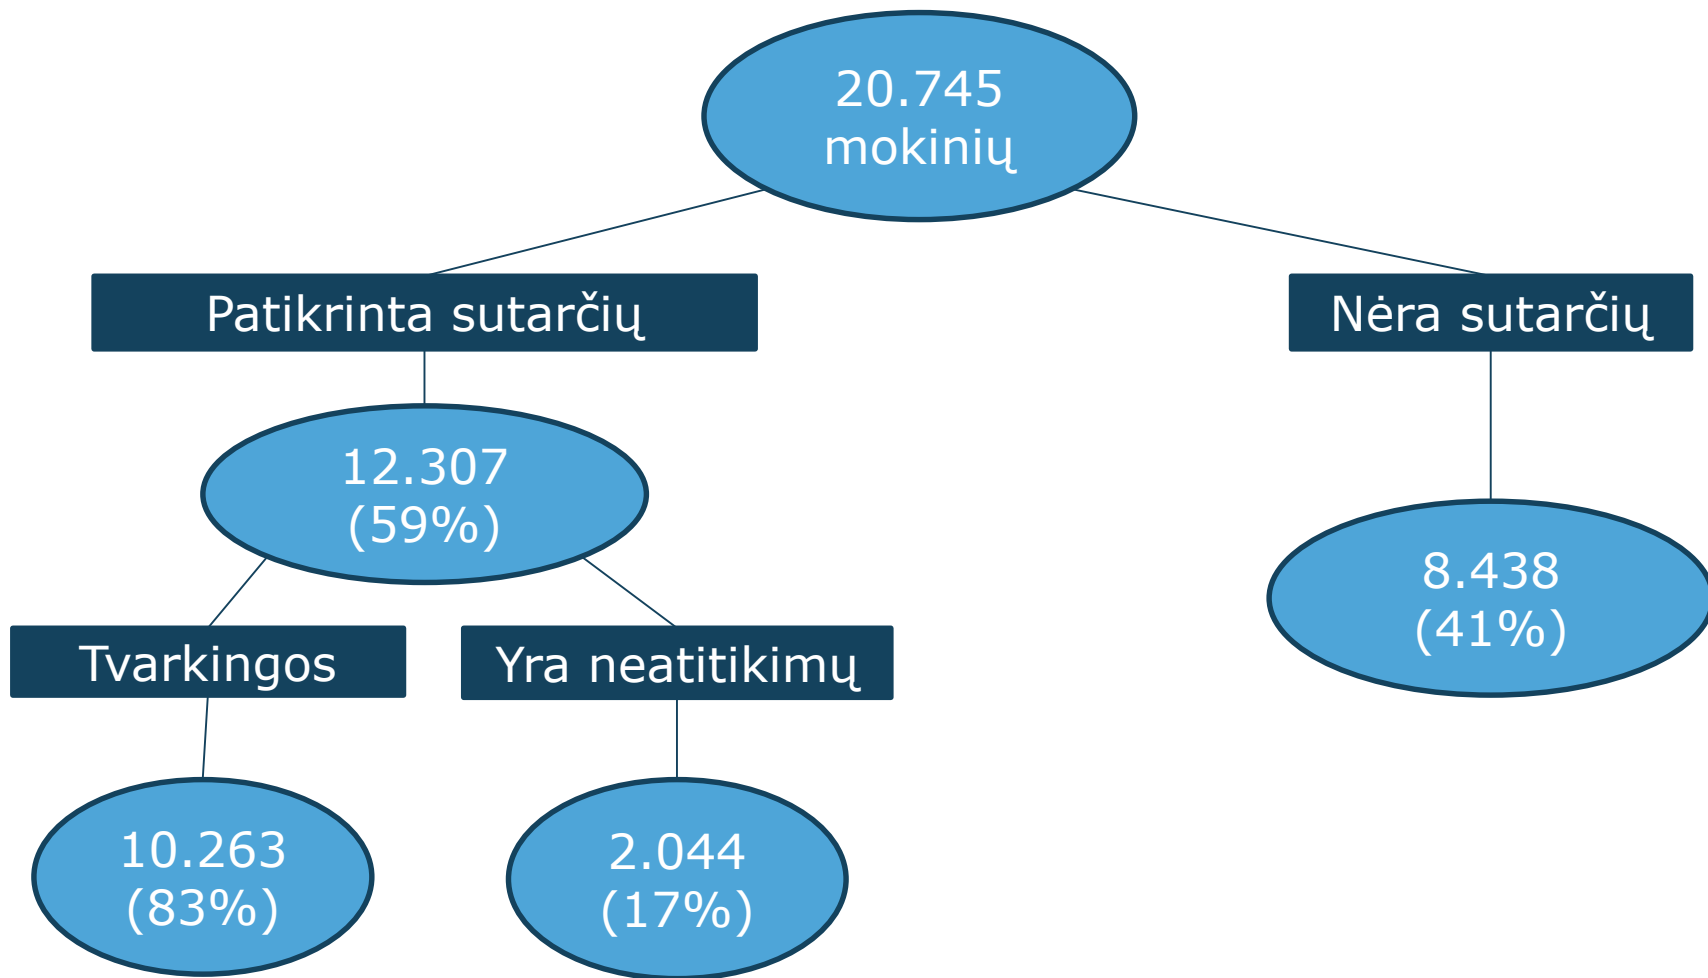 20.745
mokinių
Patikrinta sutarčių
Nėra sutarčių
12.307
(59%)
8.438
(41%)
Tvarkingos
Yra neatitikimų
10.263
(83%)
2.044
(17%)